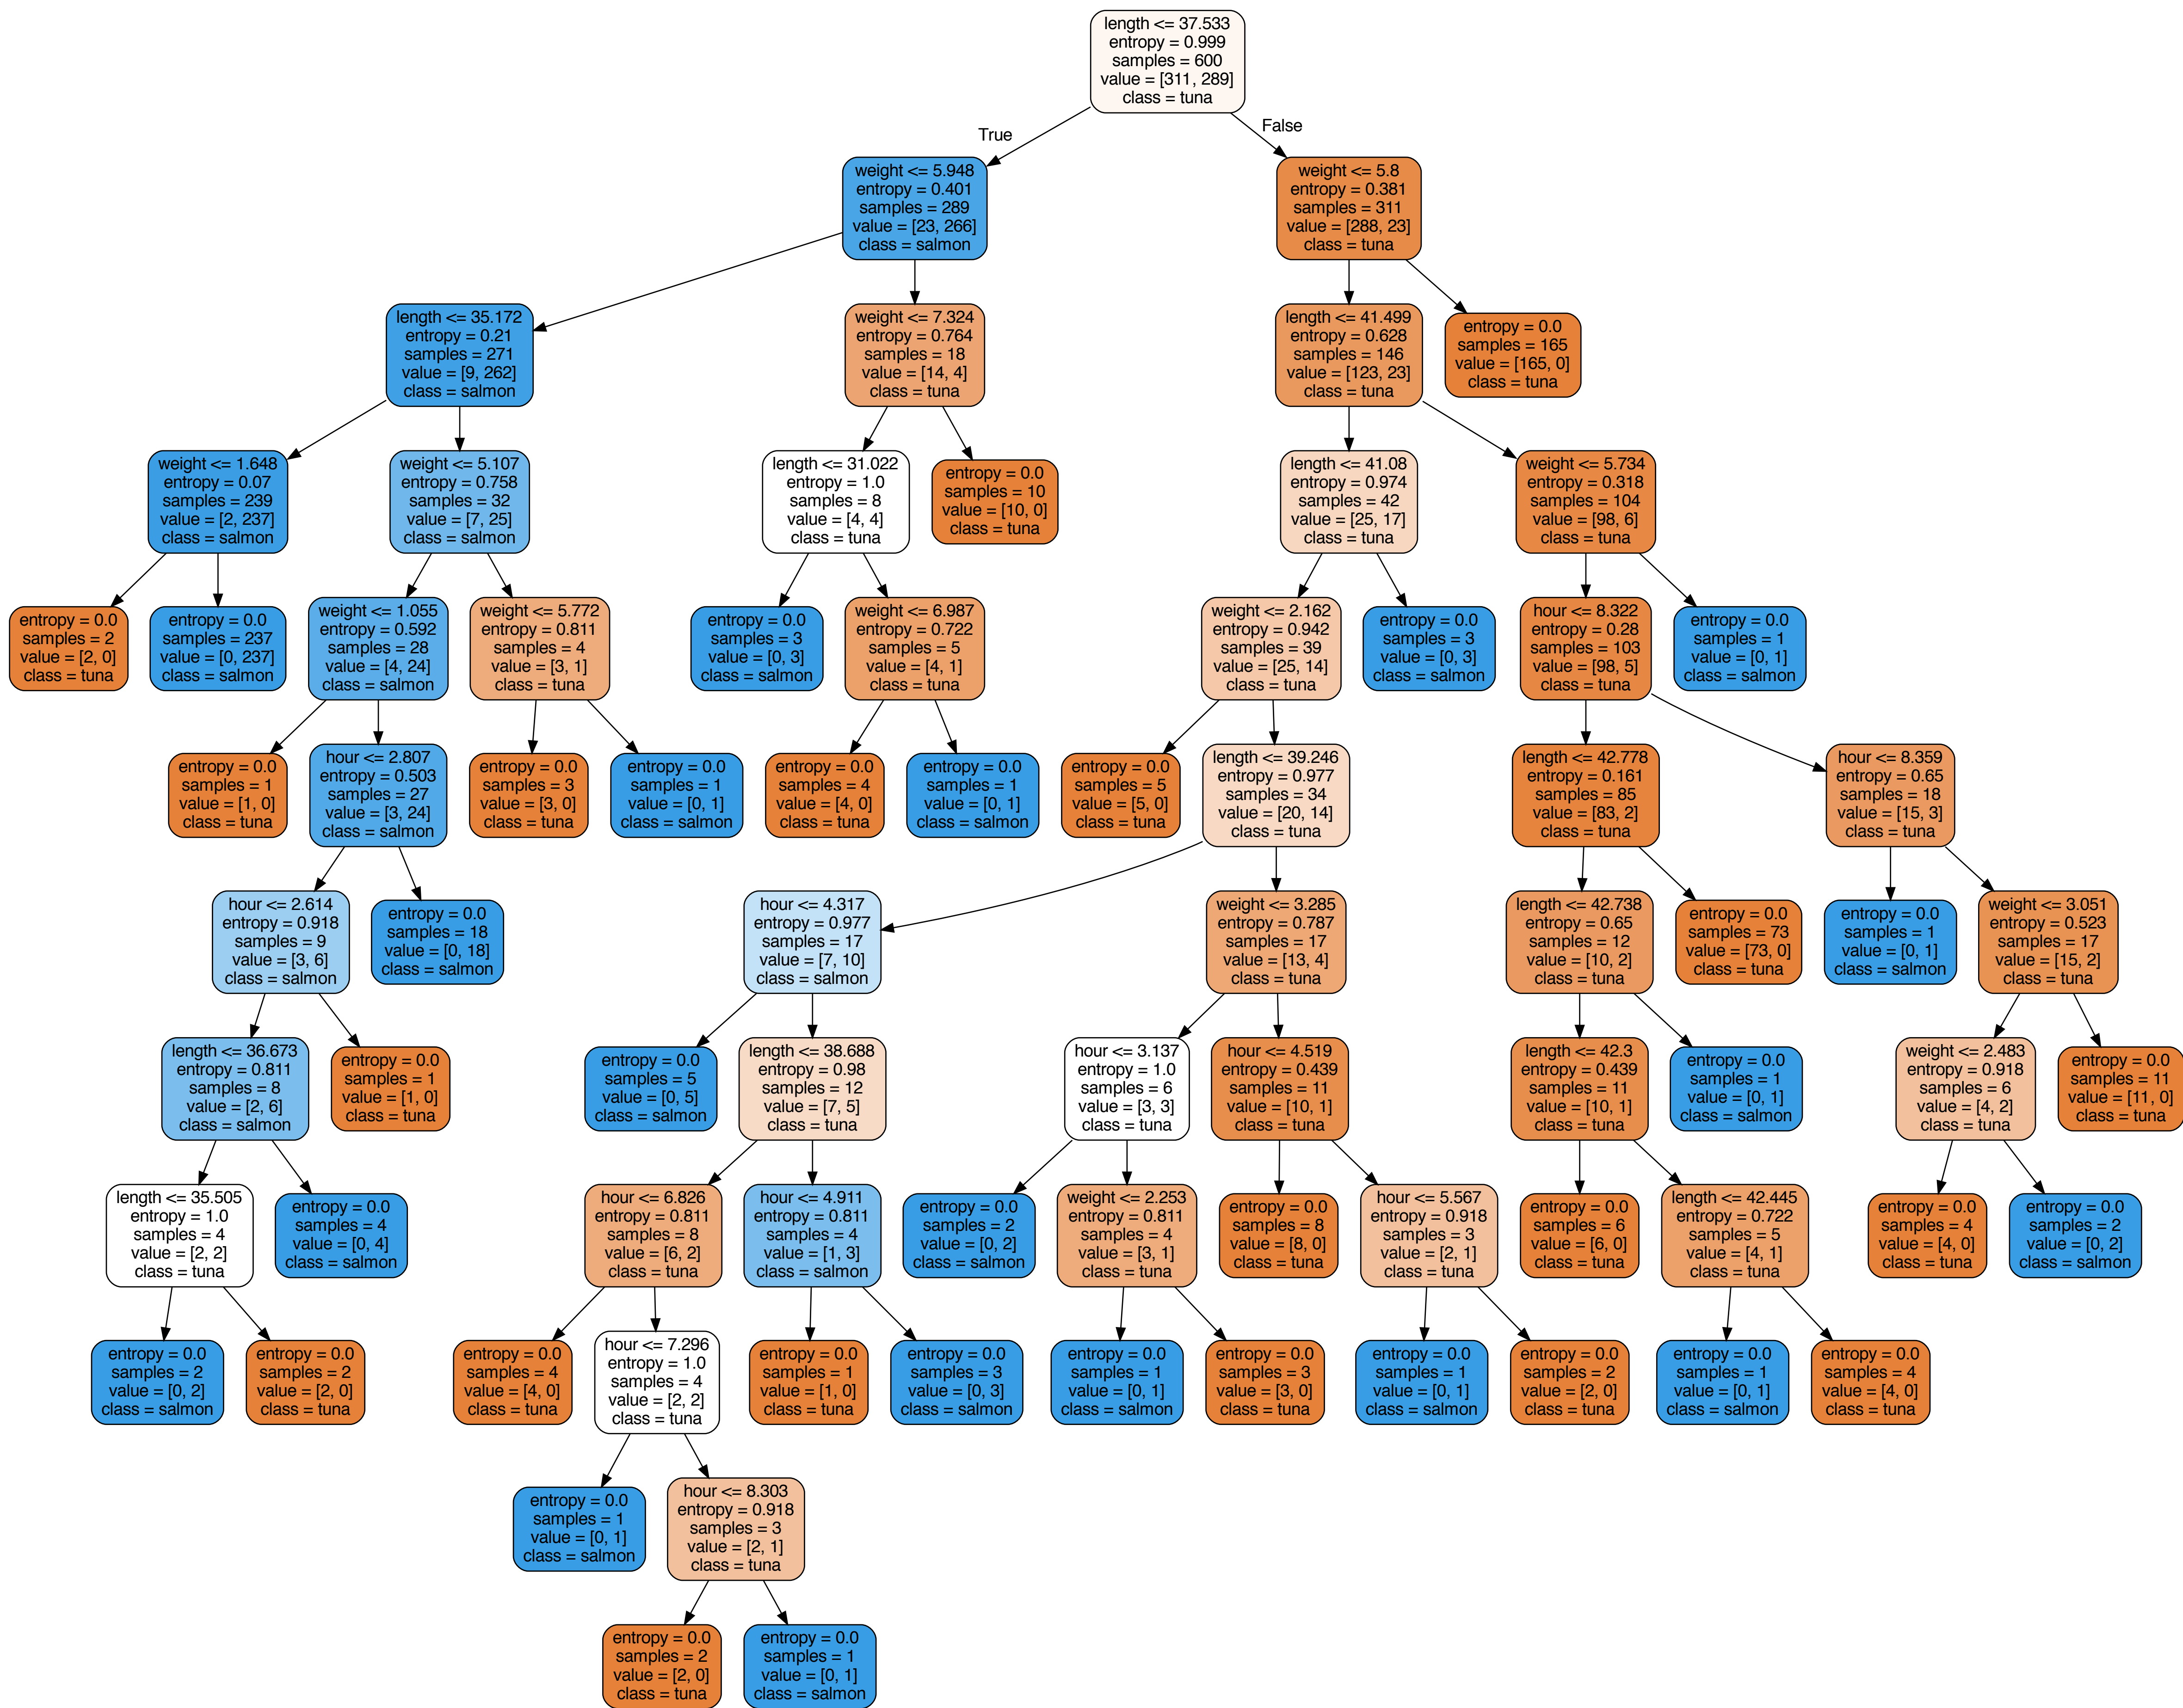 length <= 37.533
entropy = 0.999
samples = 600
value = [311, 289]
class = tuna
True
False
weight <= 5.948
entropy = 0.401
samples = 289
value = [23, 266]
class = salmon
weight <= 5.8
entropy = 0.381
samples = 311
value = [288, 23]
class = tuna
length <= 35.172
entropy = 0.21
samples = 271
value = [9, 262]
class = salmon
weight <= 7.324
entropy = 0.764
samples = 18
value = [14, 4]
class = tuna
length <= 41.499
entropy = 0.628
samples = 146
value = [123, 23]
class = tuna
entropy = 0.0
samples = 165
value = [165, 0]
class = tuna
weight <= 1.648
entropy = 0.07
samples = 239
value = [2, 237]
class = salmon
weight <= 5.107
entropy = 0.758
samples = 32
value = [7, 25]
class = salmon
length <= 31.022
entropy = 1.0
samples = 8
value = [4, 4]
class = tuna
entropy = 0.0
samples = 10
value = [10, 0]
class = tuna
length <= 41.08
entropy = 0.974
samples = 42
value = [25, 17]
class = tuna
weight <= 5.734
entropy = 0.318
samples = 104
value = [98, 6]
class = tuna
entropy = 0.0
samples = 2
value = [2, 0]
class = tuna
entropy = 0.0
samples = 237
value = [0, 237]
class = salmon
weight <= 1.055
entropy = 0.592
samples = 28
value = [4, 24]
class = salmon
weight <= 5.772
entropy = 0.811
samples = 4
value = [3, 1]
class = tuna
entropy = 0.0
samples = 3
value = [0, 3]
class = salmon
weight <= 6.987
entropy = 0.722
samples = 5
value = [4, 1]
class = tuna
weight <= 2.162
entropy = 0.942
samples = 39
value = [25, 14]
class = tuna
entropy = 0.0
samples = 3
value = [0, 3]
class = salmon
hour <= 8.322
entropy = 0.28
samples = 103
value = [98, 5]
class = tuna
entropy = 0.0
samples = 1
value = [0, 1]
class = salmon
entropy = 0.0
samples = 1
value = [1, 0]
class = tuna
hour <= 2.807
entropy = 0.503
samples = 27
value = [3, 24]
class = salmon
entropy = 0.0
samples = 3
value = [3, 0]
class = tuna
entropy = 0.0
samples = 1
value = [0, 1]
class = salmon
entropy = 0.0
samples = 4
value = [4, 0]
class = tuna
entropy = 0.0
samples = 1
value = [0, 1]
class = salmon
entropy = 0.0
samples = 5
value = [5, 0]
class = tuna
length <= 39.246
entropy = 0.977
samples = 34
value = [20, 14]
class = tuna
length <= 42.778
entropy = 0.161
samples = 85
value = [83, 2]
class = tuna
hour <= 8.359
entropy = 0.65
samples = 18
value = [15, 3]
class = tuna
hour <= 2.614
entropy = 0.918
samples = 9
value = [3, 6]
class = salmon
entropy = 0.0
samples = 18
value = [0, 18]
class = salmon
hour <= 4.317
entropy = 0.977
samples = 17
value = [7, 10]
class = salmon
weight <= 3.285
entropy = 0.787
samples = 17
value = [13, 4]
class = tuna
length <= 42.738
entropy = 0.65
samples = 12
value = [10, 2]
class = tuna
entropy = 0.0
samples = 73
value = [73, 0]
class = tuna
entropy = 0.0
samples = 1
value = [0, 1]
class = salmon
weight <= 3.051
entropy = 0.523
samples = 17
value = [15, 2]
class = tuna
length <= 36.673
entropy = 0.811
samples = 8
value = [2, 6]
class = salmon
entropy = 0.0
samples = 1
value = [1, 0]
class = tuna
entropy = 0.0
samples = 5
value = [0, 5]
class = salmon
length <= 38.688
entropy = 0.98
samples = 12
value = [7, 5]
class = tuna
hour <= 3.137
entropy = 1.0
samples = 6
value = [3, 3]
class = tuna
hour <= 4.519
entropy = 0.439
samples = 11
value = [10, 1]
class = tuna
length <= 42.3
entropy = 0.439
samples = 11
value = [10, 1]
class = tuna
entropy = 0.0
samples = 1
value = [0, 1]
class = salmon
weight <= 2.483
entropy = 0.918
samples = 6
value = [4, 2]
class = tuna
entropy = 0.0
samples = 11
value = [11, 0]
class = tuna
length <= 35.505
entropy = 1.0
samples = 4
value = [2, 2]
class = tuna
entropy = 0.0
samples = 4
value = [0, 4]
class = salmon
hour <= 6.826
entropy = 0.811
samples = 8
value = [6, 2]
class = tuna
hour <= 4.911
entropy = 0.811
samples = 4
value = [1, 3]
class = salmon
entropy = 0.0
samples = 2
value = [0, 2]
class = salmon
weight <= 2.253
entropy = 0.811
samples = 4
value = [3, 1]
class = tuna
entropy = 0.0
samples = 8
value = [8, 0]
class = tuna
hour <= 5.567
entropy = 0.918
samples = 3
value = [2, 1]
class = tuna
entropy = 0.0
samples = 6
value = [6, 0]
class = tuna
length <= 42.445
entropy = 0.722
samples = 5
value = [4, 1]
class = tuna
entropy = 0.0
samples = 4
value = [4, 0]
class = tuna
entropy = 0.0
samples = 2
value = [0, 2]
class = salmon
entropy = 0.0
samples = 2
value = [0, 2]
class = salmon
entropy = 0.0
samples = 2
value = [2, 0]
class = tuna
entropy = 0.0
samples = 4
value = [4, 0]
class = tuna
hour <= 7.296
entropy = 1.0
samples = 4
value = [2, 2]
class = tuna
entropy = 0.0
samples = 1
value = [1, 0]
class = tuna
entropy = 0.0
samples = 3
value = [0, 3]
class = salmon
entropy = 0.0
samples = 1
value = [0, 1]
class = salmon
entropy = 0.0
samples = 3
value = [3, 0]
class = tuna
entropy = 0.0
samples = 1
value = [0, 1]
class = salmon
entropy = 0.0
samples = 2
value = [2, 0]
class = tuna
entropy = 0.0
samples = 1
value = [0, 1]
class = salmon
entropy = 0.0
samples = 4
value = [4, 0]
class = tuna
entropy = 0.0
samples = 1
value = [0, 1]
class = salmon
hour <= 8.303
entropy = 0.918
samples = 3
value = [2, 1]
class = tuna
entropy = 0.0
samples = 2
value = [2, 0]
class = tuna
entropy = 0.0
samples = 1
value = [0, 1]
class = salmon